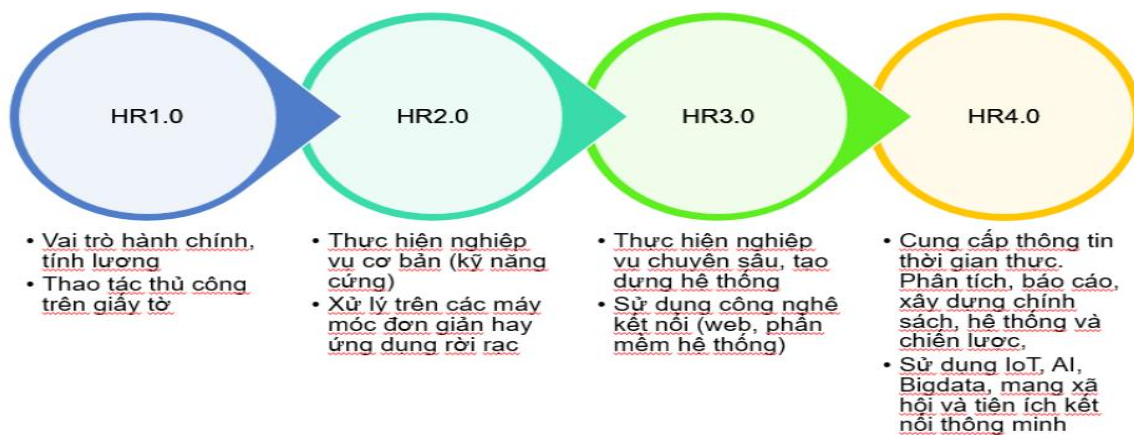 HR1.0
HR2.0
HR3.0
HR4.0
• Vai trò hành chính,
tính lương
• Thao tác thủ công
trên giấy tờ
• Thực hiện nghiệp
vụ cơ bản (kỹ năng
cứng)
• Xử lý trên các máy
móc đơn giản hay
ứng dụng rời rạc
• Thực hiện nghiệp
vụ chuyên sâu, tạo
dựng hệ thống
• Sử dụng công nghệ
kết nối (web, phần
mềm hệ thống)
• Cung cấp thông tin
thời gian thực.
Phân tích, báo cáo,
xây dựng chính
sách, hệ thống và
chiến lược,
• Sử dụng IoT, AI,
Bigdata, mạng xã
hội và tiện ích kết
nối thông minh